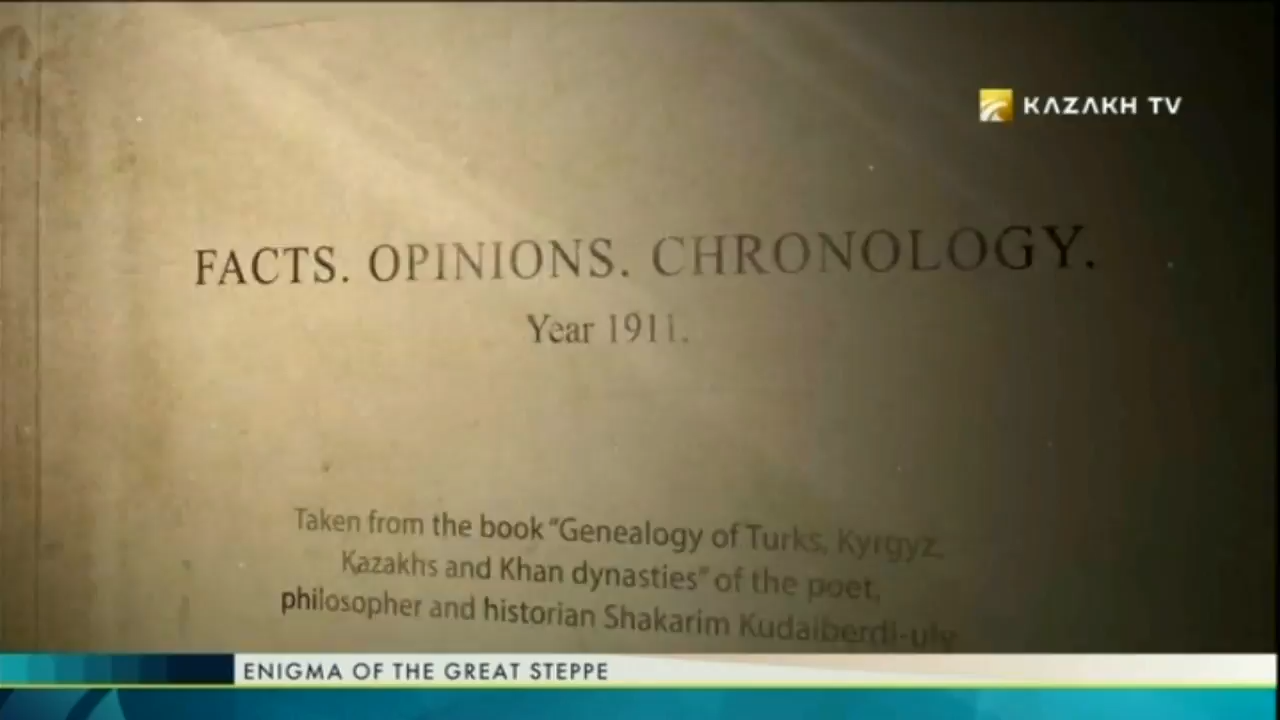 KAZAKH TV
FACTS. OPINIONS. CHRONOLOGY.
Year 1911.
Taken from the book "Genealogy of Turks, Kyrgyz,
Kazakhs and Khan dynasties" of the poet,
philosopher and historian Shakarim Kudaiberdi-uly
ENIGMA OF THE GREAT STEPPE